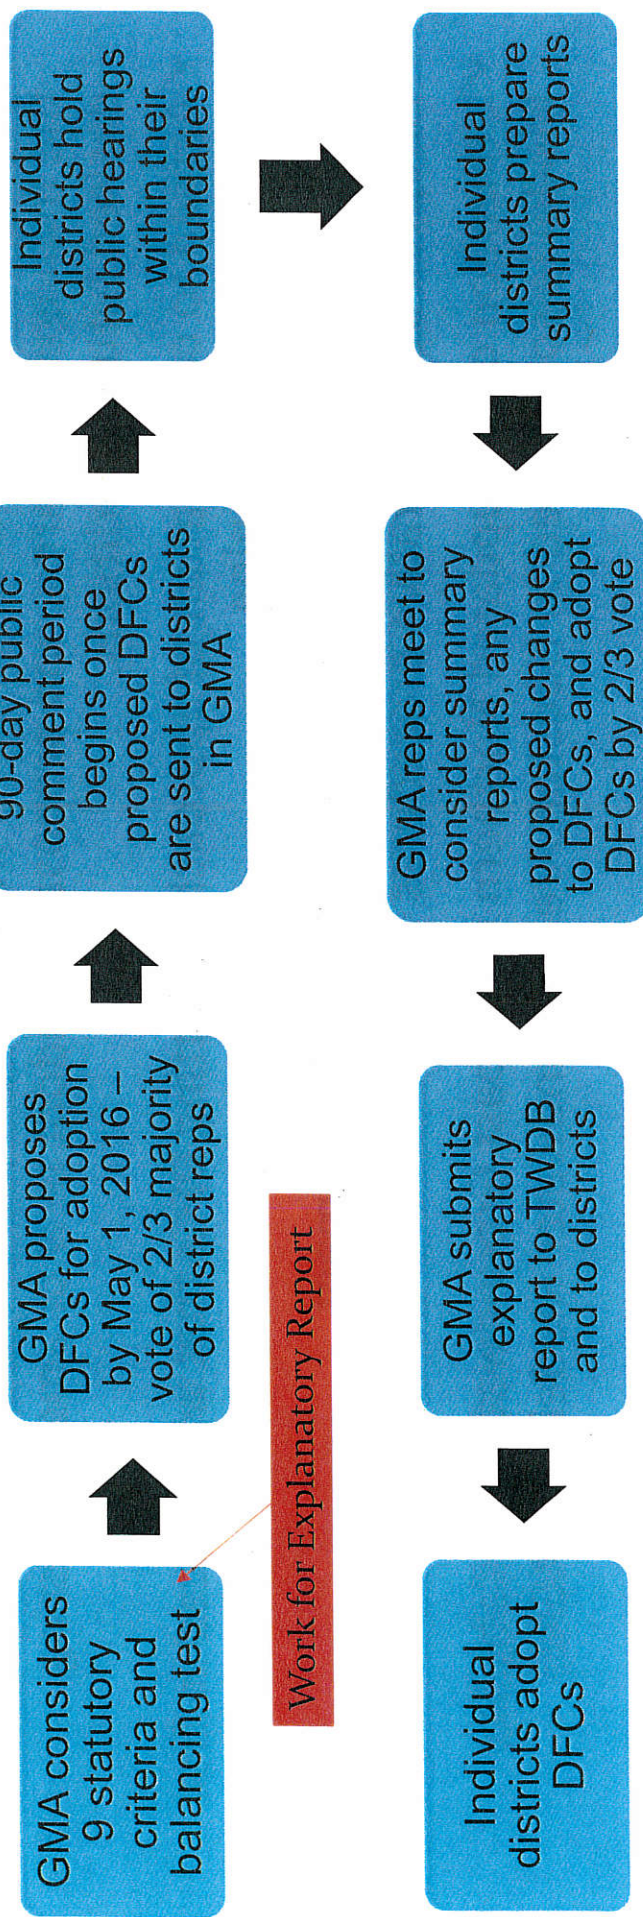 GMA considers
9 statutory
criteria and
balancing test
GMA proposes
DFCs for adoption
by May 1, 2016 –
vote of 2/3 majority
of district reps
90-day public
comment period
begins once
proposed DFCs
are sent to districts
in GMA
Individual
districts hold
public hearings
within their
boundaries
Work for Explanatory Report
Individual
districts prepare
summary reports
GMA reps meet to
consider summary
reports, any
proposed changes
to DFCs, and adopt
DFCs by 2/3 vote
GMA submits
explanatory
report to TWDB
and to districts
Individual
districts adopt
DFCs